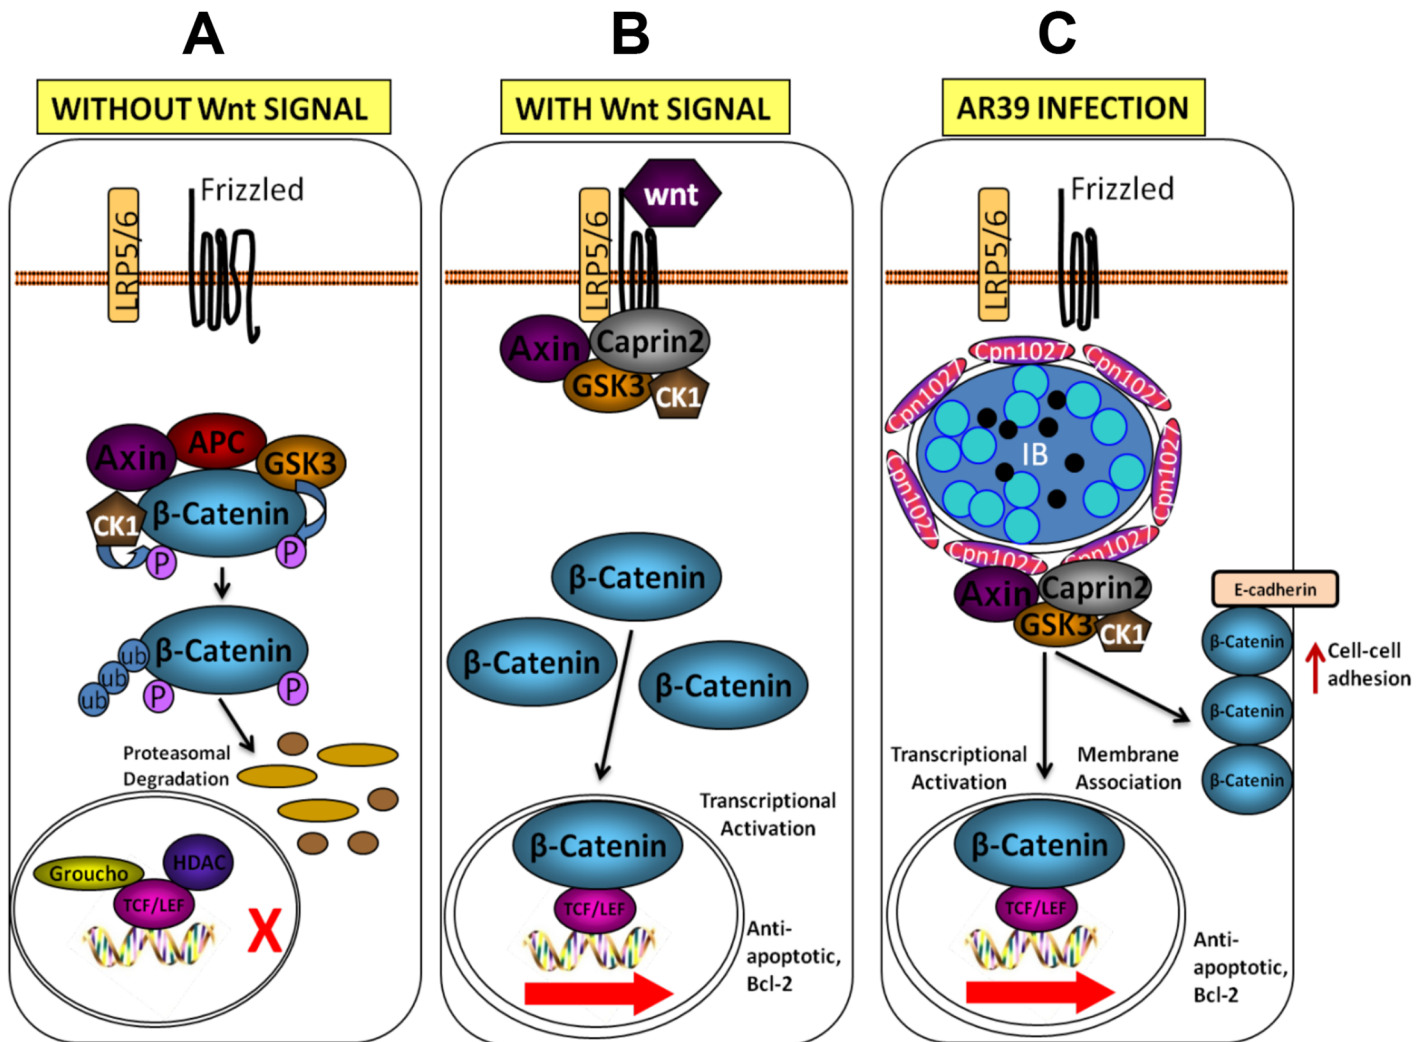 A
B
C
WITHOUT Wnt SIGNAL
WITH Wnt SIGNAL
AR39 INFECTION
Frizzled
LRP5/6
Axin
APC
GSK3
CK1
β-Catenin
P
P
β-Catenin
ub
ub
ub
P
P
Proteasomal
Degradation
Groucho
HDAC
TCF/LEF
X
wnt
LRP5/6
Axin
Caprin2
GSK3
CK1
β-Catenin
β-Catenin
β-Catenin
Transcriptional
Activation
β-Catenin
TCF/LEF
Anti-
apoptotic,
Bcl-2
Frizzled
LRP5/6
Cpn1027
Cpn1027
Cpn1027
Cpn1027
Cpn1027
Cpn1027
Cpn1027
IB
Axin
Caprin2
GSK3
CK1
E-cadherin
β-Catenin
β-Catenin
β-Catenin
Cell-cell
adhesion
Transcriptional
Activation
Membrane
Association
β-Catenin
TCF/LEF
Anti-
apoptotic,
Bcl-2